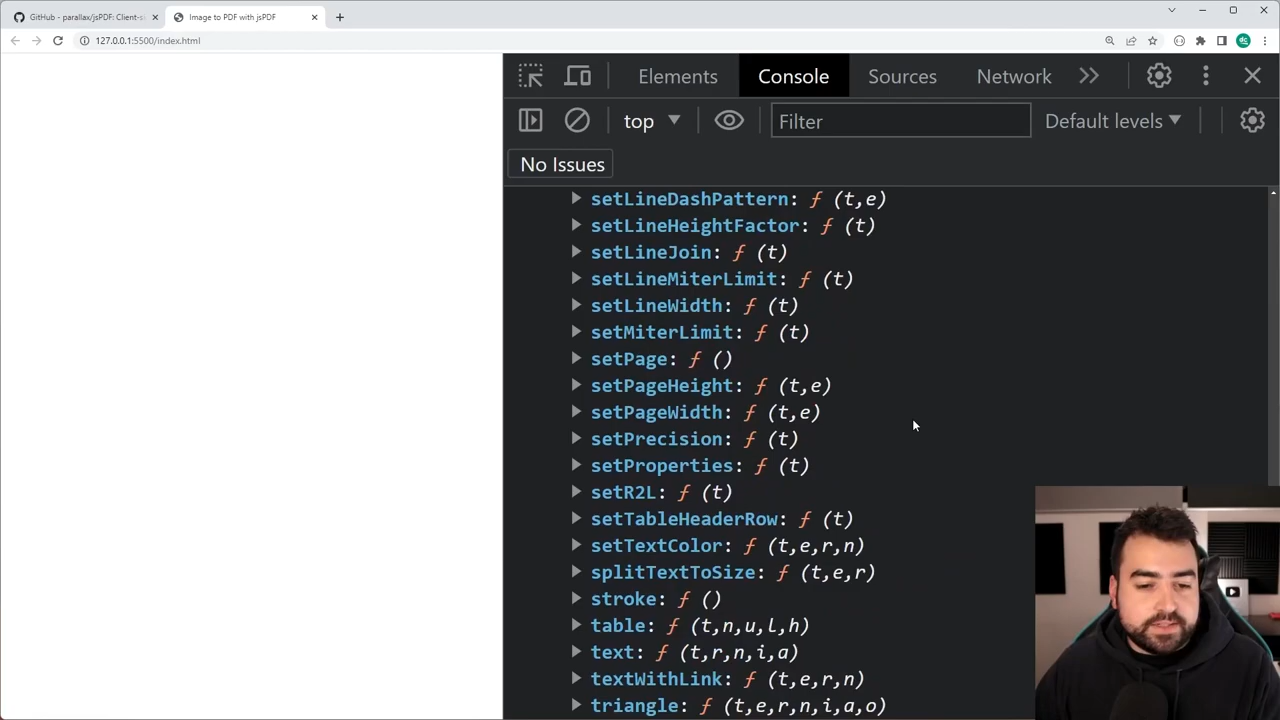 GitHub - parallax/jsPDF: Client-s
Image to PDF with jsPDF
127.0.0.1:5500/index.html
Elements
Console
Sources
Network
top
Filter
Default levels
No Issues
setLineDashPattern: ƒ (t,e)
setLineHeightFactor: ƒ (t)
setLineJoin: ƒ (t)
setLineMiterLimit: ƒ (t)
setLineWidth: ƒ (t)
setMiterLimit: ƒ (t)
setPage: ƒ ()
setPageHeight: ƒ (t,e)
setPageWidth: ƒ (t,e)
setPrecision: ƒ (t)
setProperties: ƒ (t)
setR2L: ƒ (t)
setTableHeaderRow: ƒ (t)
setTextColor: ƒ (t,e,r,n)
splitTextToSize: ƒ (t,e,r)
stroke: ƒ ()
table: ƒ (t,n,u,l,h)
text: ƒ (t,r,n,i,a)
textWithLink: ƒ (t,e,r,n)
triangle: ƒ (t,e,r,n,i,a,o)